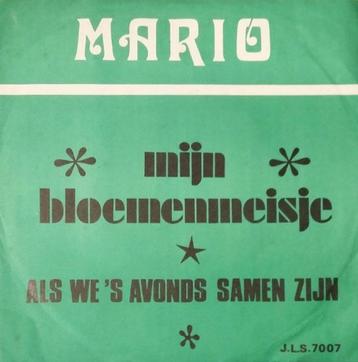 MARIO
mijn
bloemenmeisje
ALS WE 'S AVONDS SAMEN ZIJN
J.L.S. 7007